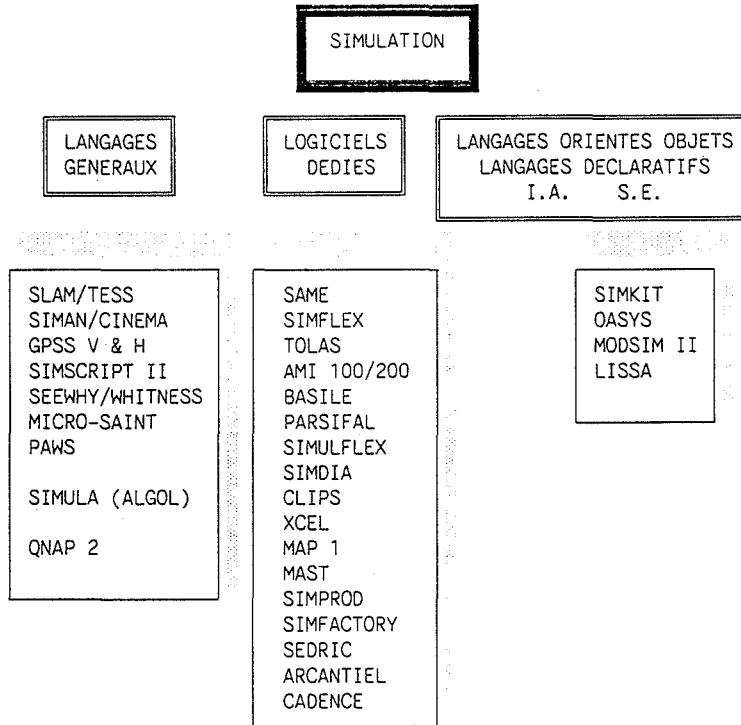 SIMULATION
LANGAGES
GENERAUX
LOGICIELS
DEDIES
LANGAGES ORIENTES OBJETS
LANGAGES DECLARATIFS
I.A. S.E.
SLAM/TESS
SIMAN/CINEMA
GPSS V & H
SIMSCRIPT II
SEEWHY/WHITNESS
MICRO-SAINT
PAWS
SIMULA (ALGOL)
QNAP 2
SAME
SIMFLEX
TOLAS
AMI 100/200
BASILE
PARSIFAL
SIMULFLEX
SIMDIA
CLIPS
XCEL
MAP 1
MAST
SIMPROD
SIMFACTORY
SEDRIC
ARCANTIEL
CADENCE
SIMKIT
OASYS
MODSIM II
LISSA